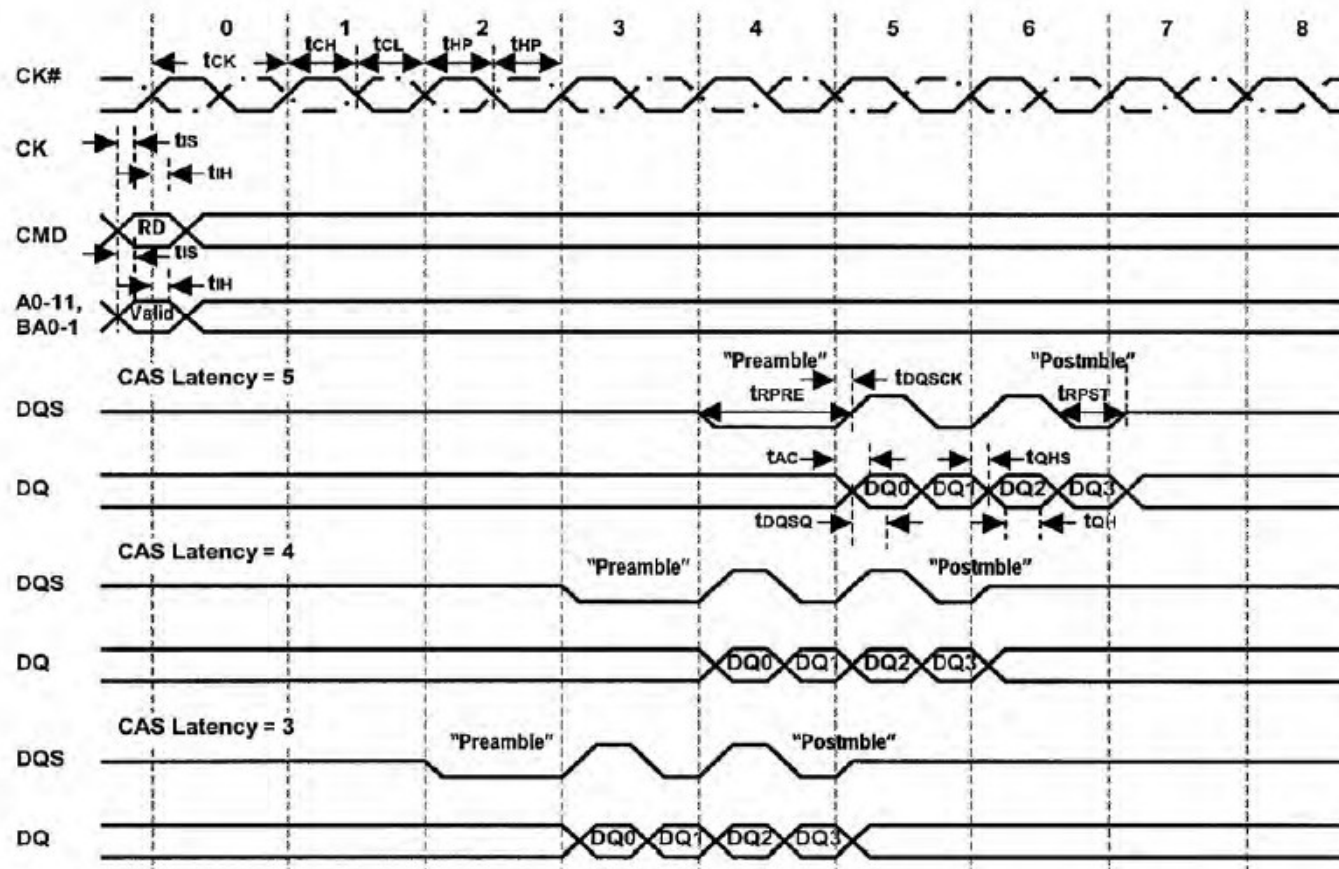 0 1 2 3 4 5 6 7 8
tCK tCH tCL tHP tHP
CK#
CK
tIS
tIH
CMD
RD
tIS
tIH
A0-11,
BA0-1
Valid
CAS Latency = 5
"Preamble"
"Postmble"
tDQSCK
tRPRE
tRPST
DQS
tAC
tQHS
DQ
DQ0 DQ1 DQ2 DQ3
tDQSQ
tQH
CAS Latency = 4
DQS
"Preamble" "Postmble"
DQ
DQ0 DQ1 DQ2 DQ3
CAS Latency = 3
DQS
"Preamble" "Postmble"
DQ
DQ0 DQ1 DQ2 DQ3